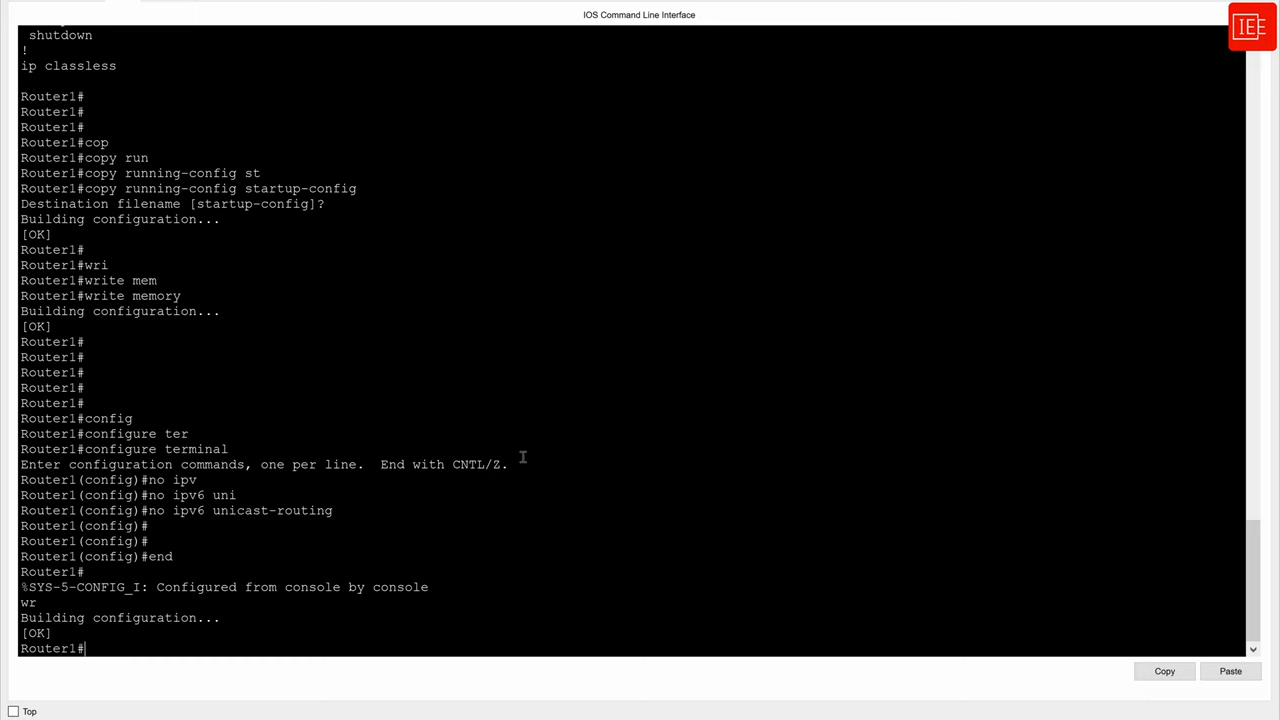 IOS Command Line Interface
IEE
shutdown
!
ip classless
Router1#
Router1#
Router1#
Router1#cop
Router1#copy run
Router1#copy running-config st
Router1#copy running-config startup-config
Destination filename [startup-config]?
Building configuration...
[OK]
Router1#
Router1#wri
Router1#write mem
Router1#write memory
Building configuration...
[OK]
Router1#
Router1#
Router1#
Router1#
Router1#
Router1#config
Router1#configure ter
Router1#configure terminal
Enter configuration commands, one per line.  End with CNTL/Z.
Router1(config)#no ipv
Router1(config)#no ipv6 uni
Router1(config)#no ipv6 unicast-routing
Router1(config)#
Router1(config)#
Router1(config)#end
Router1#
%SYS-5-CONFIG_I: Configured from console by console
wr
Building configuration...
[OK]
Router1#
Copy
Paste
Top